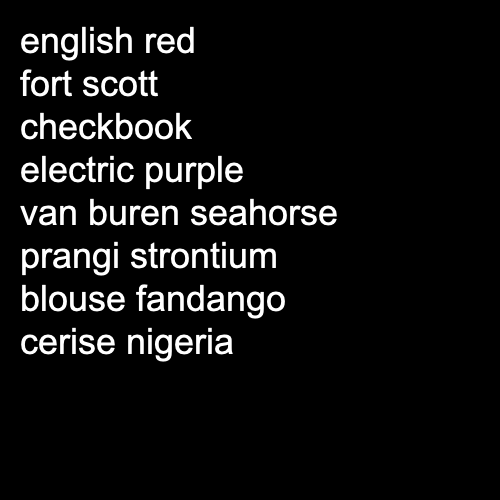 english red
fort scott
checkbook
electric purple
van buren seahorse
prangi strontium
blouse fandango
cerise nigeria